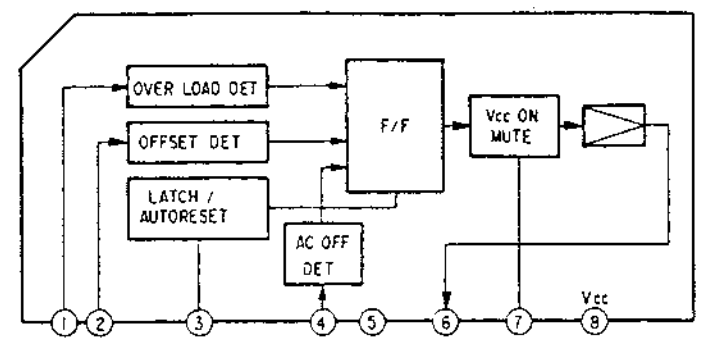 OVER LOAD DET
OFFSET DET
LATCH /
AUTORESET
AC OFF
DET
F/F
Vcc ON
MUTE
Vcc
1 2 3 4 5 6 7 8